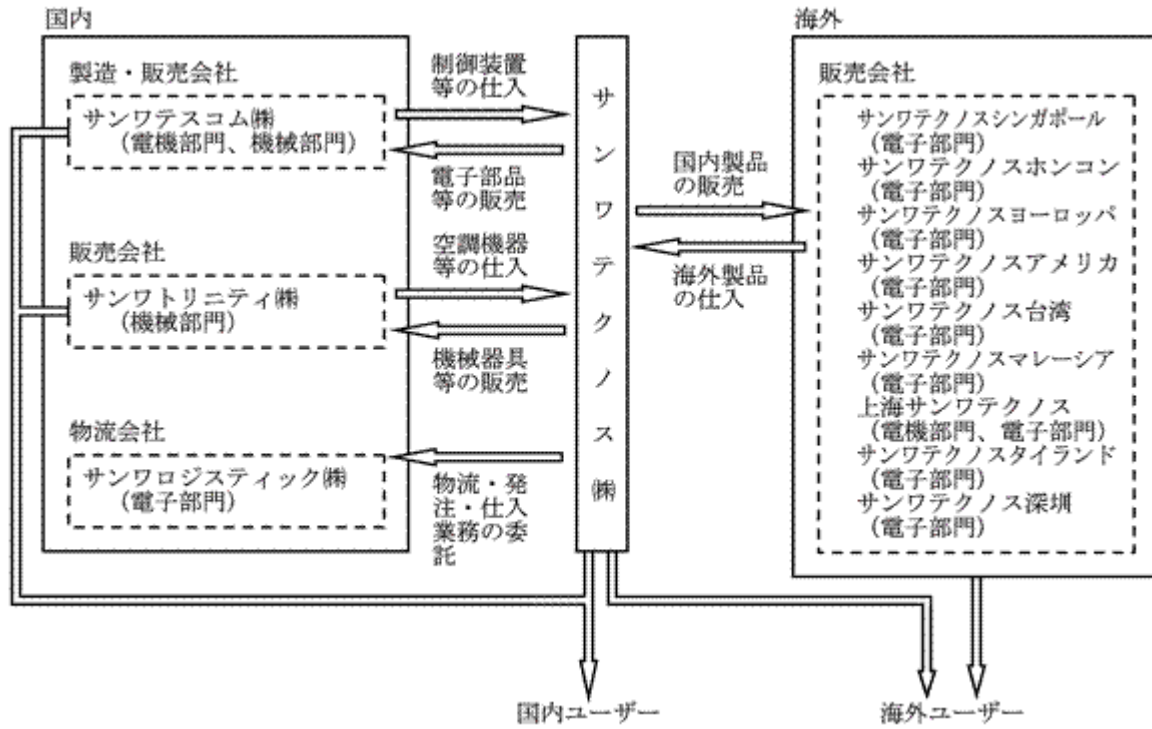 国内
製造・販売会社
サンワテスコム㈱
(電機部門、機械部門)
販売会社
サンワトリニティ㈱
(機械部門)
物流会社
サンワロジスティック㈱
(電子部門)
制御装置
等の仕入
電子部品
等の販売
空調機器
等の仕入
機械器具
等の販売
物流・発
注・仕入
業務の委
託
サンワテクノス㈱
国内製品
の販売
海外製品
の仕入
海外
販売会社
サンワテクノスシンガポール
(電子部門)
サンワテクノスホンコン
(電子部門)
サンワテクノスヨーロッパ
(電子部門)
サンワテクノスアメリカ
(電子部門)
サンワテクノス台湾
(電子部門)
サンワテクノスマレーシア
(電子部門)
上海サンワテクノス
(電機部門、電子部門)
サンワテクノスタイランド
(電子部門)
サンワテクノス深圳
(電子部門)
国内ユーザー
海外ユーザー